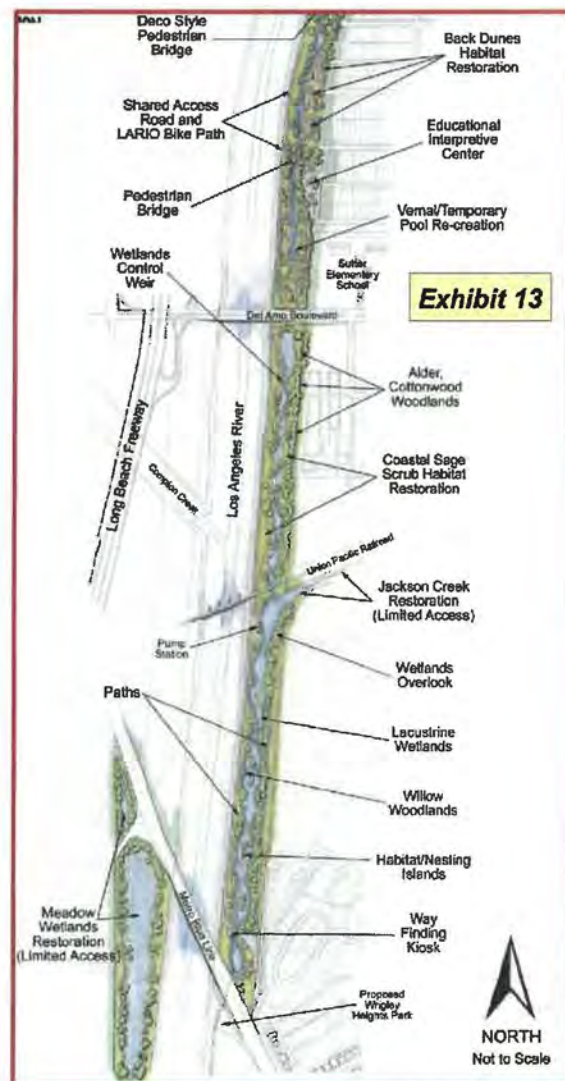 Deco Style
Pedestrian
Bridge
Back Dunes
Habitat
Restoration
Shared Access
Road and
LARIO Bike Path
Educational
Interpretive
Center
Pedestrian
Bridge
Vernal/Temporary
Pool Re-creation
Wetlands
Control
Weir
Sutter
Elementary
School
Exhibit 13
Del Amo Boulevard
Alder,
Cottonwood
Woodlands
Long Beach Freeway
Los Angeles River
Compton Creek
Coastal Sage
Scrub Habitat
Restoration
Union Pacific Railroad
Jackson Creek
Restoration
(Limited Access)
Pump
Station
Wetlands
Overlook
Paths
Lacustrine
Wetlands
Willow
Woodlands
Habitat/Nesting
Islands
Meadow
Wetlands
Restoration
(Limited Access)
Metro Blue Line
Way
Finding
Kiosk
Proposed
Wrigley
Heights Park
NORTH
Not to Scale